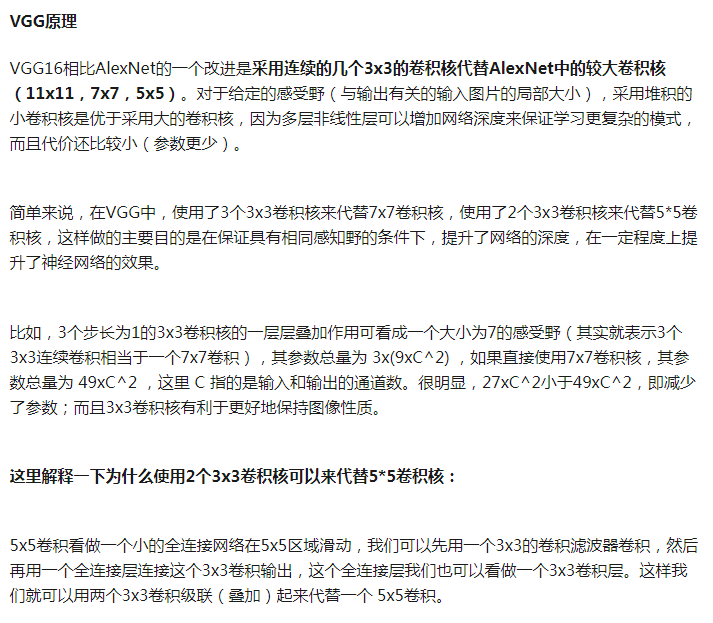 VGG原理
VGG16相比AlexNet的一个改进是采用连续的几个3x3的卷积核代替AlexNet中的较大卷积核
（11x11，7x7，5x5）。对于给定的感受野（与输出有关的输入图片的局部大小），采用堆积的
小卷积核是优于采用大的卷积核，因为多层非线性层可以增加网络深度来保证学习更复杂的模式，
而且代价还比较小（参数更少）。
简单来说，在VGG中，使用了3个3x3卷积核来代替7x7卷积核，使用了2个3x3卷积核来代替5*5卷
积核，这样做的主要目的是在保证具有相同感知野的条件下，提升了网络的深度，在一定程度上提
升了神经网络的效果。
比如，3个步长为1的3x3卷积核的一层层叠加作用可看成一个大小为7的感受野（其实就表示3个
3x3连续卷积相当于一个7x7卷积），其参数总量为 3x(9xC^2) ，如果直接使用7x7卷积核，其参
数总量为 49xC^2 ，这里 C 指的是输入和输出的通道数。很明显，27xC^2小于49xC^2，即减少
了参数；而且3x3卷积核有利于更好地保持图像性质。
这里解释一下为什么使用2个3x3卷积核可以来代替5*5卷积核：
5x5卷积看做一个小的全连接网络在5x5区域滑动，我们可以先用一个3x3的卷积滤波器卷积，然后
再用一个全连接层连接这个3x3卷积输出，这个全连接层我们也可以看做一个3x3卷积层。这样我
们就可以用两个3x3卷积级联（叠加）起来代替一个 5x5卷积。